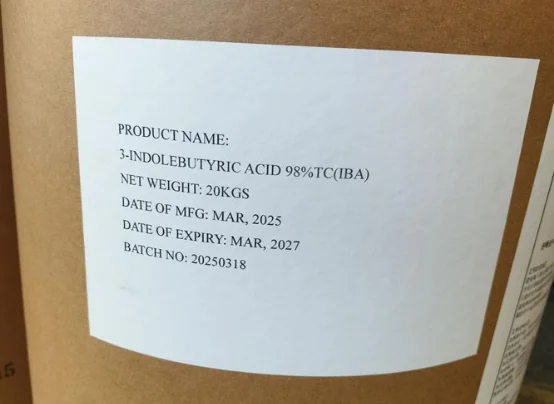 PRODUCT NAME:
3-INDOLEBUTYRIC ACID 98%TC(IBA)
NET WEIGHT: 20KGS
DATE OF MFG: MAR, 2025
DATE OF EXPIRY: MAR, 2027
BATCH NO: 20250318